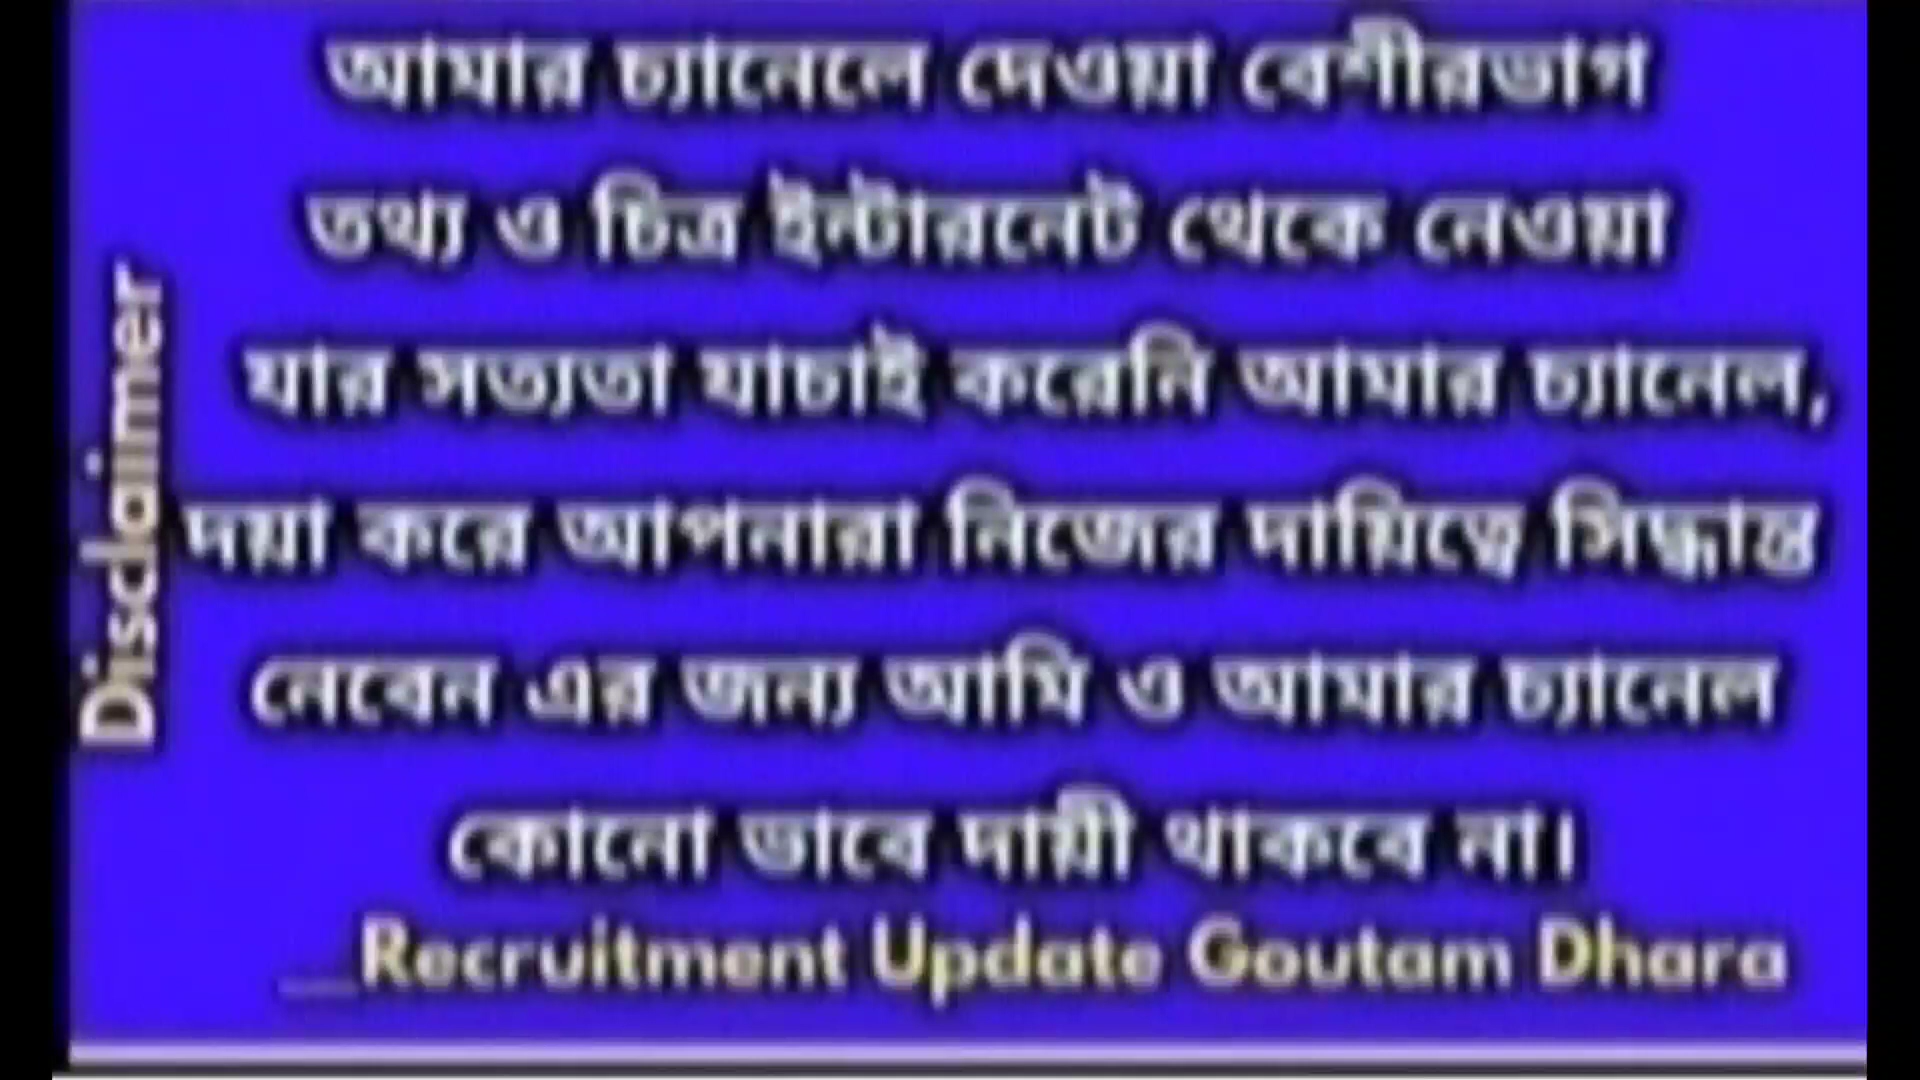 Disclaimer
আমার চ্যানেলে দেওয়া বেশীরভাগ
তথ্য ও চিত্র ইন্টারনেট থেকে নেওয়া
যার সত্যতা যাচাই করেনি আমার চ্যানেল,
দয়া করে আপনারা নিজের দায়িত্বে সিদ্ধান্ত
নেবেন এর জন্য আমি ও আমার চ্যানেল
কোনো ভাবে দায়ী থাকবে না।
__Recruitment Update Goutam Dhara